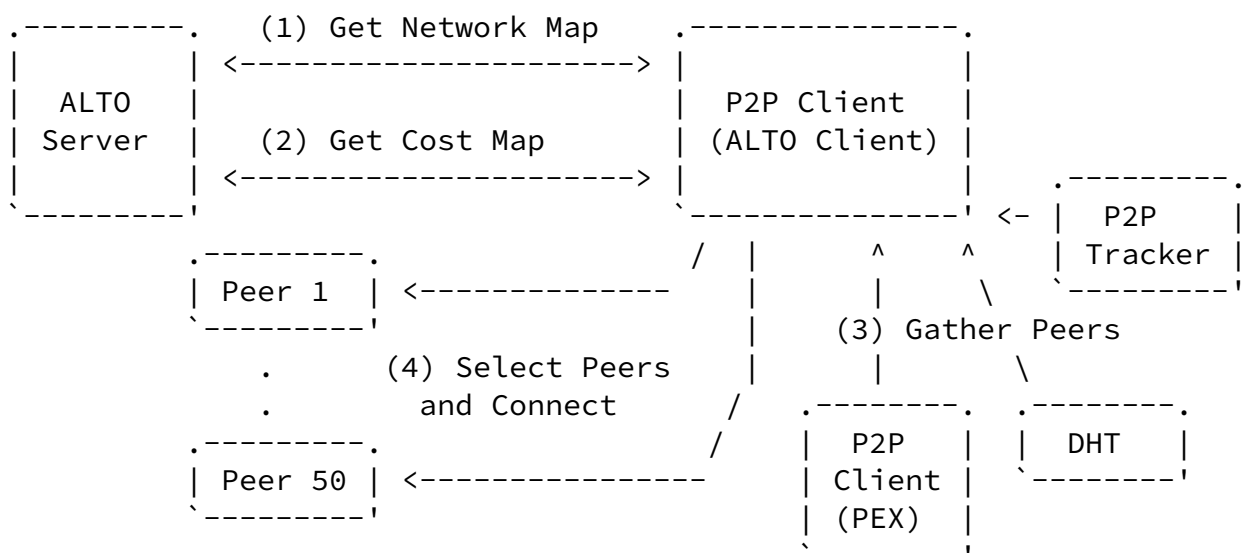 (1) Get Network Map
ALTO P2P Client
Server (2) Get Cost Map (ALTO Client)
P2P
Tracker
Peer 1
(3) Gather Peers
(4) Select Peers
and Connect
P2P DHT
Peer 50 Client
(PEX)